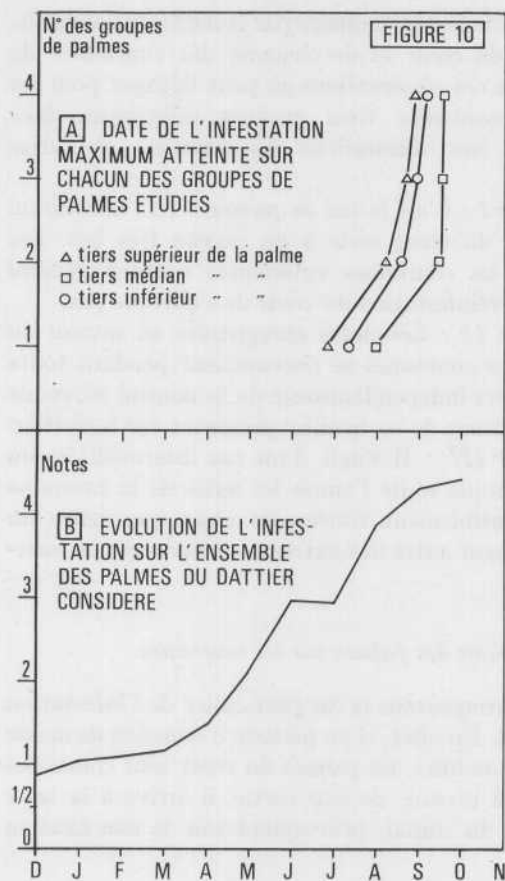 N° des groupes
de palmes
FIGURE 10
4
A DATE DE L'INFESTATION
MAXIMUM ATTEINTE SUR
CHACUN DES GROUPES DE
PALMES ETUDIES
3
△ tiers supérieur de la palme
2
□ tiers médian " "
○ tiers inférieur " "
1
Notes
4
B EVOLUTION DE L'INFES-
TATION SUR L'ENSEMBLE
DES PALMES DU DATTIER
CONSIDERE
3
2
1
1/2
0
D J F M A M J J A S O N